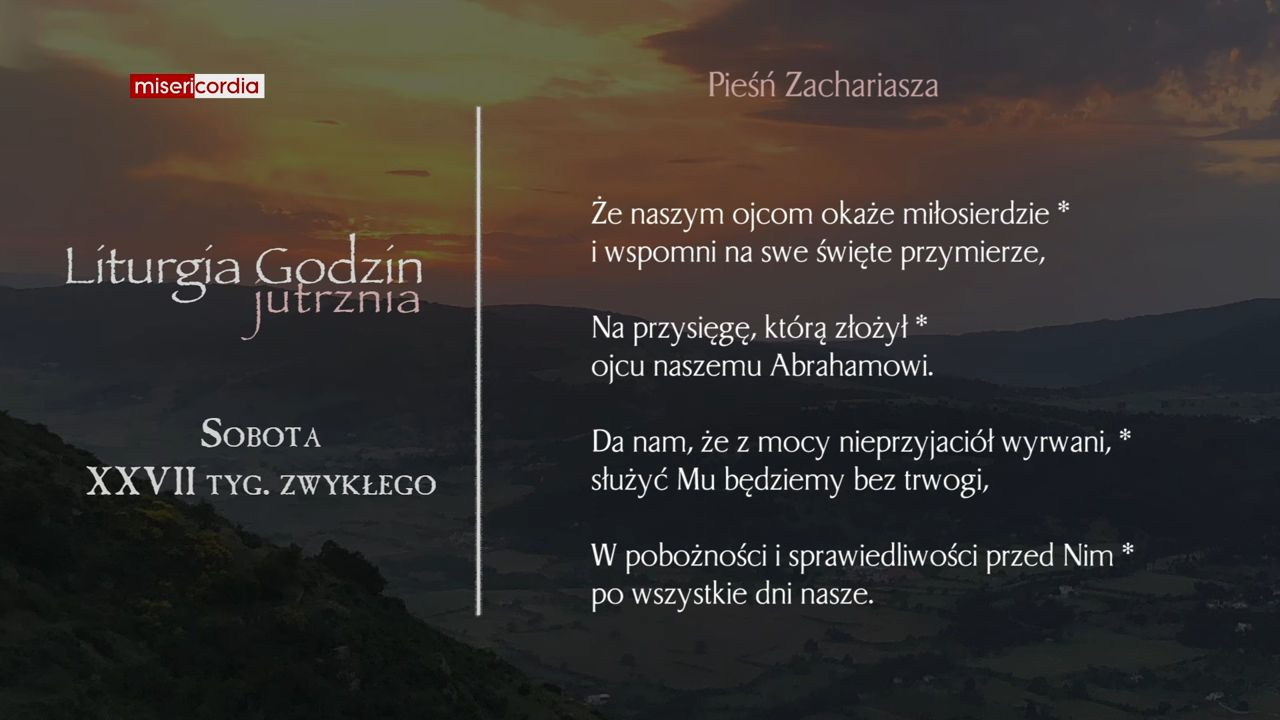 misericordia
Liturgia Godzin
jutrznia
Sobota
XXVII tyg. zwykłego
Pieśń Zachariasza
Że naszym ojcom okaże miłosierdzie *
i wspomni na swe święte przymierze,
Na przysięgę, którą złożył *
ojcu naszemu Abrahamowi.
Da nam, że z mocy nieprzyjaciół wyrwani, *
służyć Mu będziemy bez trwogi,
W pobożności i sprawiedliwości przed Nim *
po wszystkie dni nasze.